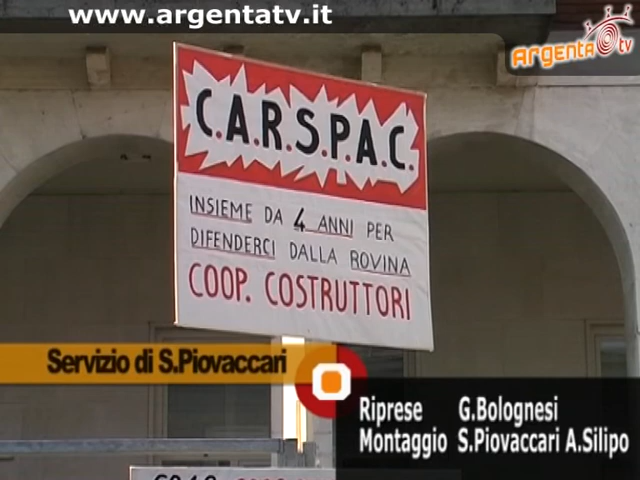 www.argentatv.it
Argenta tv
C.A.R.S.P.A.C.
INSIEME DA 4 ANNI PER
DIFENDERCI DALLA ROVINA
COOP. COSTRUTTORI
Servizio di S.Piovaccari
Riprese G.Bolognesi
Montaggio S.Piovaccari A.Silipo